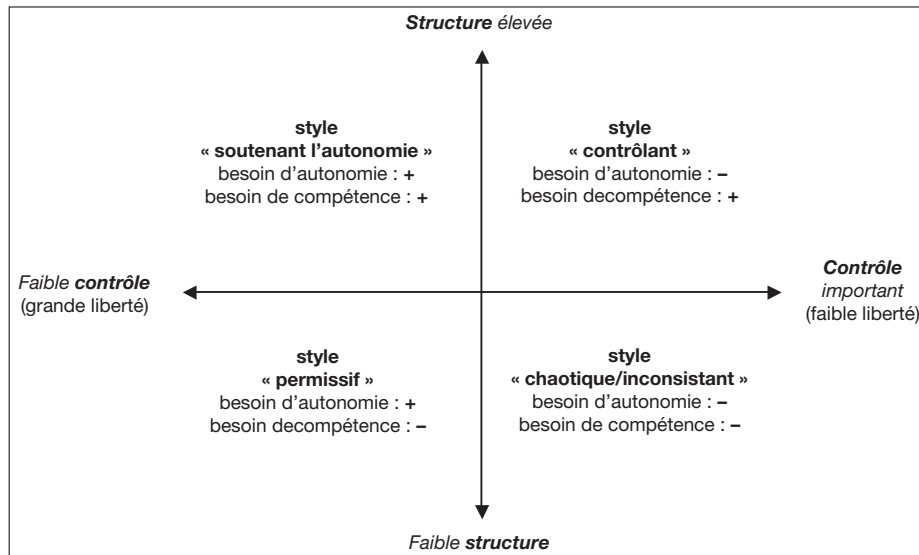 Structure élevée
style
« soutenant l'autonomie »
besoin d'autonomie : +
besoin de compétence : +
style
« contrôlant »
besoin d'autonomie : –
besoin decompétence : +
Faible contrôle
(grande liberté)
Contrôle
important
(faible liberté)
style
« permissif »
besoin d'autonomie : +
besoin decompétence : –
style
« chaotique/inconsistant »
besoin d'autonomie : –
besoin de compétence : –
Faible structure